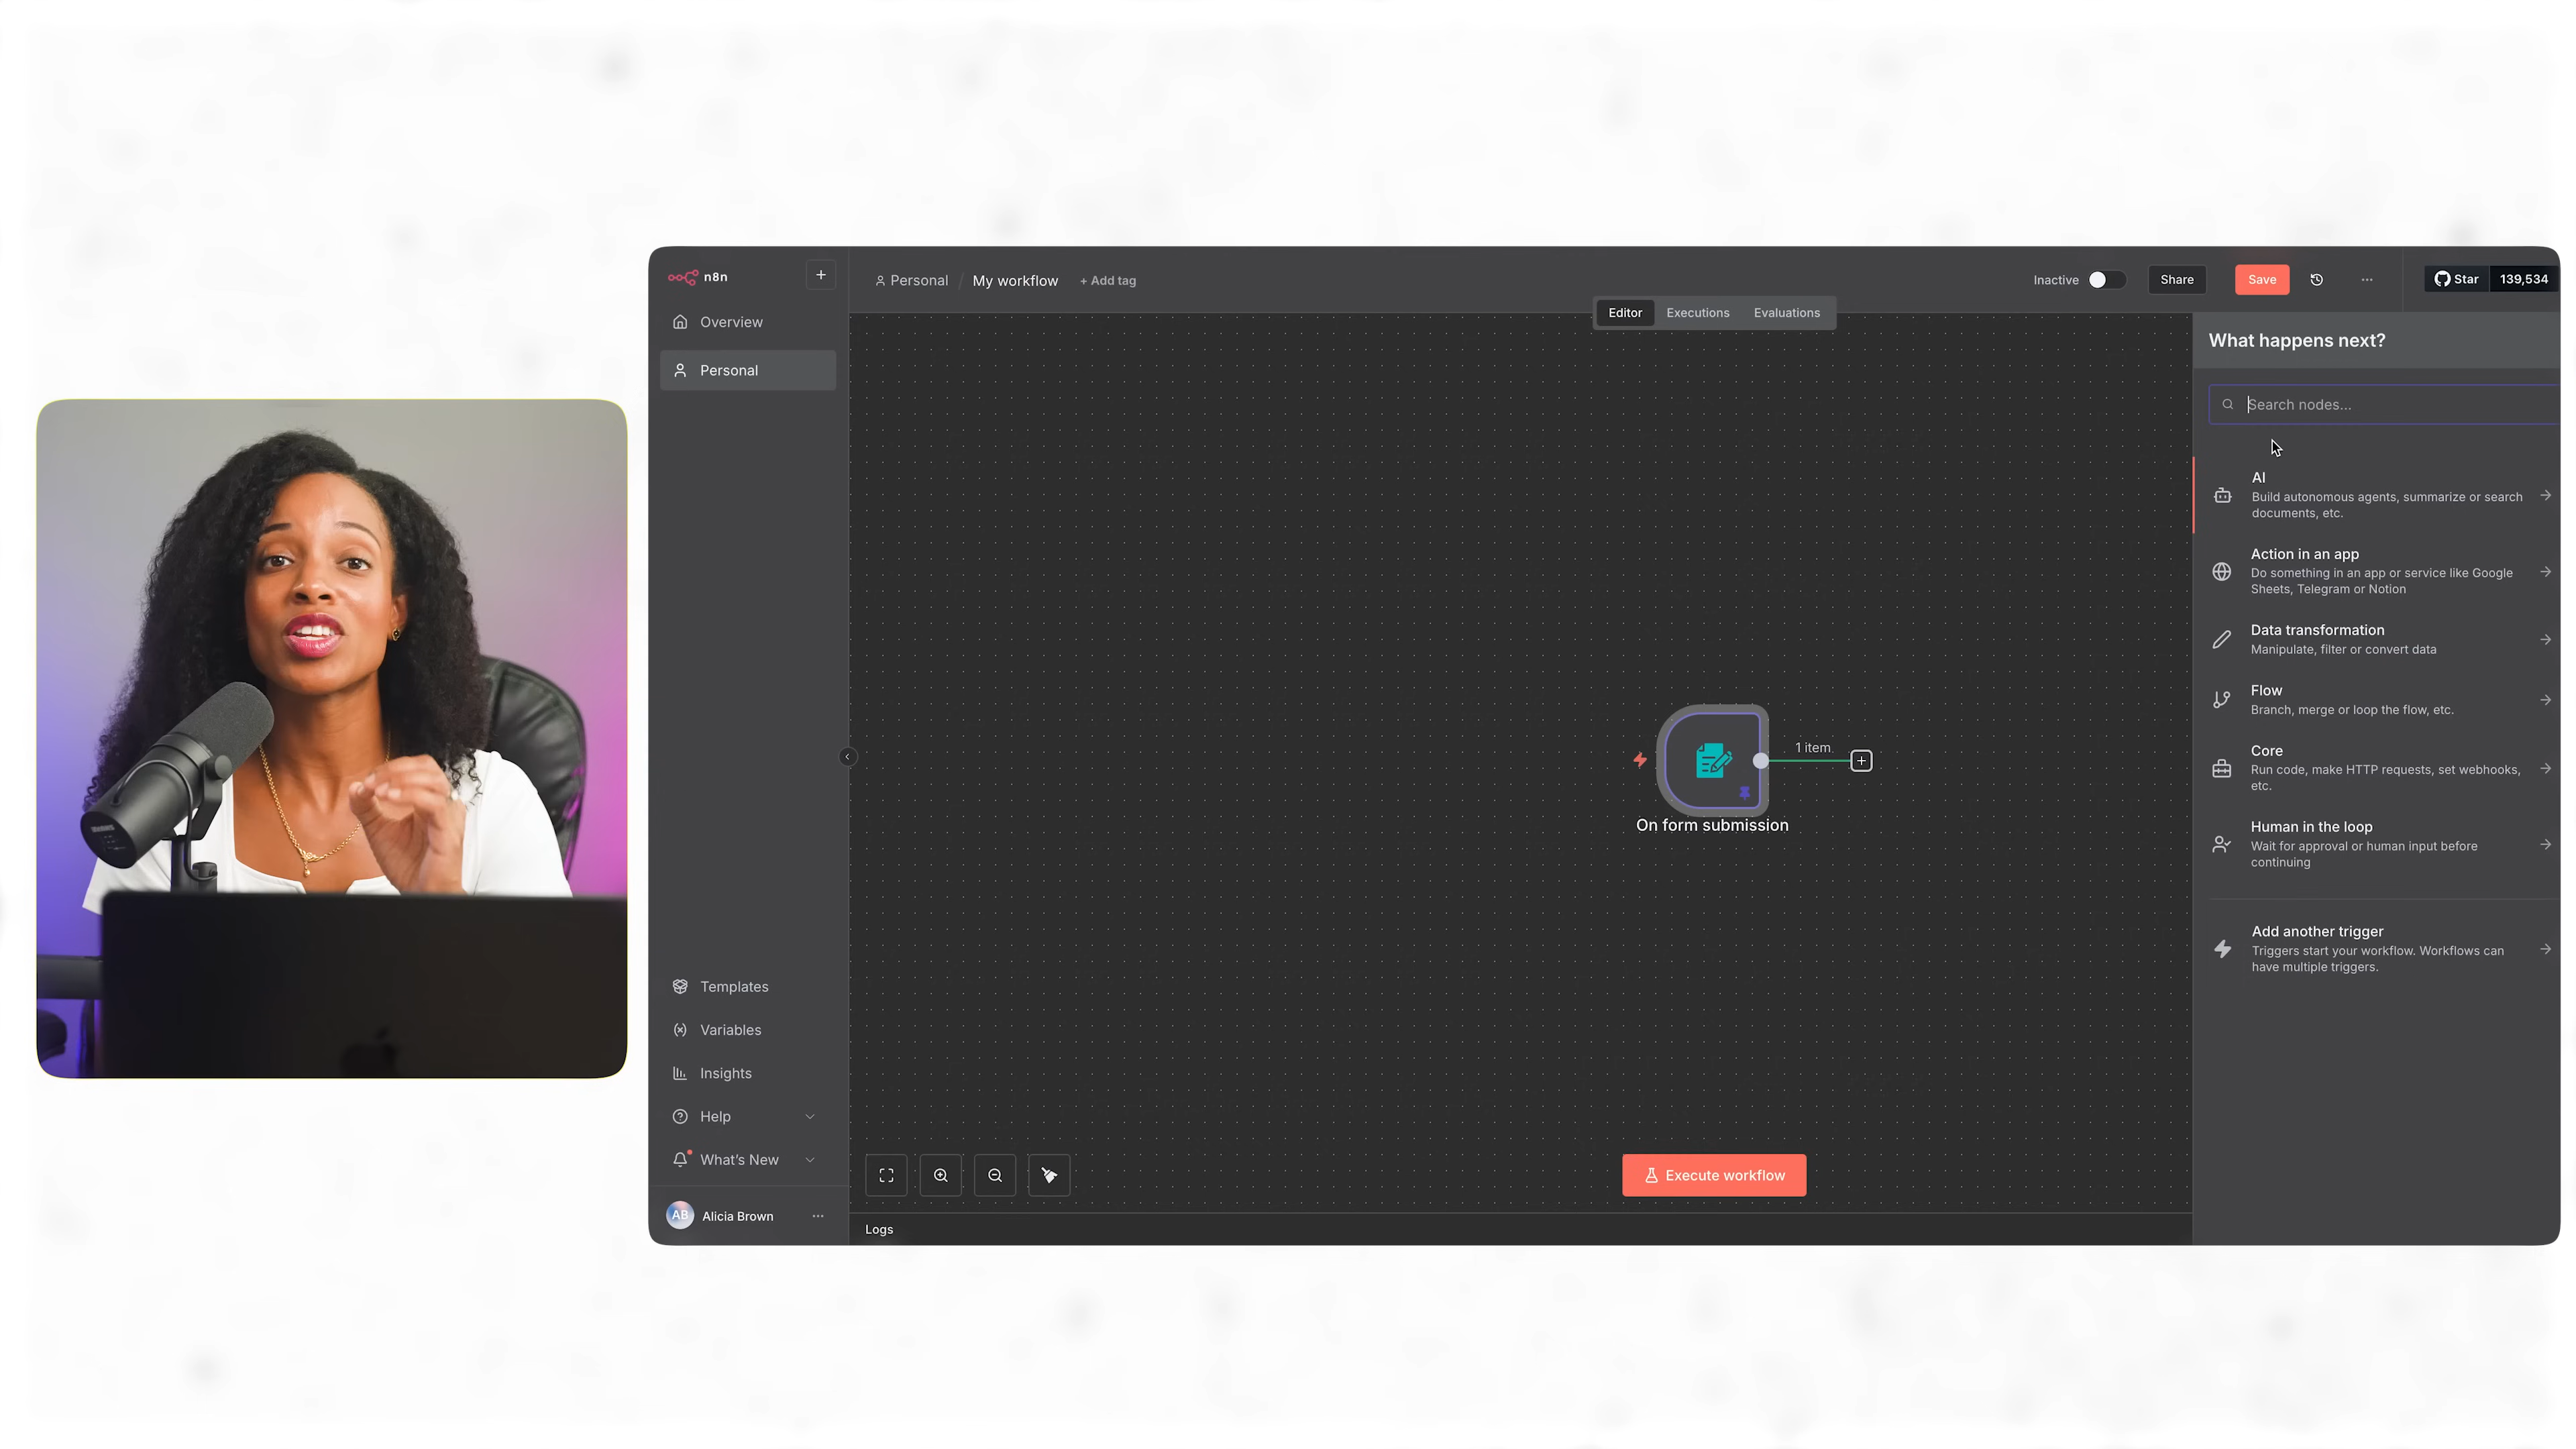 n8n
+
Overview
Personal
Templates
Variables
Insights
Help
What's New
AB Alicia Brown
Personal / My workflow + Add tag
Inactive
Share
Save
Star 139,534
Editor Executions Evaluations
1 item
On form submission
Execute workflow
Logs
What happens next?
Search nodes...
AI
Build autonomous agents, summarize or search
documents, etc.
Action in an app
Do something in an app or service like Google
Sheets, Telegram or Notion
Data transformation
Manipulate, filter or convert data
Flow
Branch, merge or loop the flow, etc.
Core
Run code, make HTTP requests, set webhooks,
etc.
Human in the loop
Wait for approval or human input before
continuing
Add another trigger
Triggers start your workflow. Workflows can
have multiple triggers.